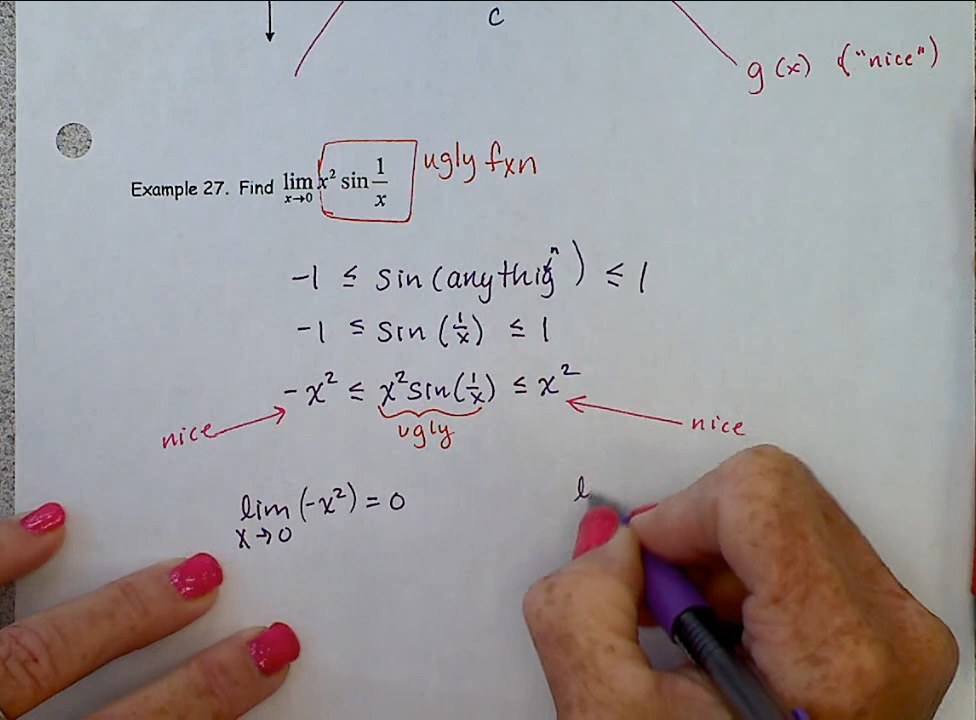 c
g(x) ("nice")
Example 27. Find lim x→0 x² sin 1/x ugly fxn
-1 ≤ sin(anything) ≤ 1
-1 ≤ sin(1/x) ≤ 1
-x² ≤ x²sin(1/x) ≤ x²
nice ugly nice
lim x→0 (-x²) = 0 l